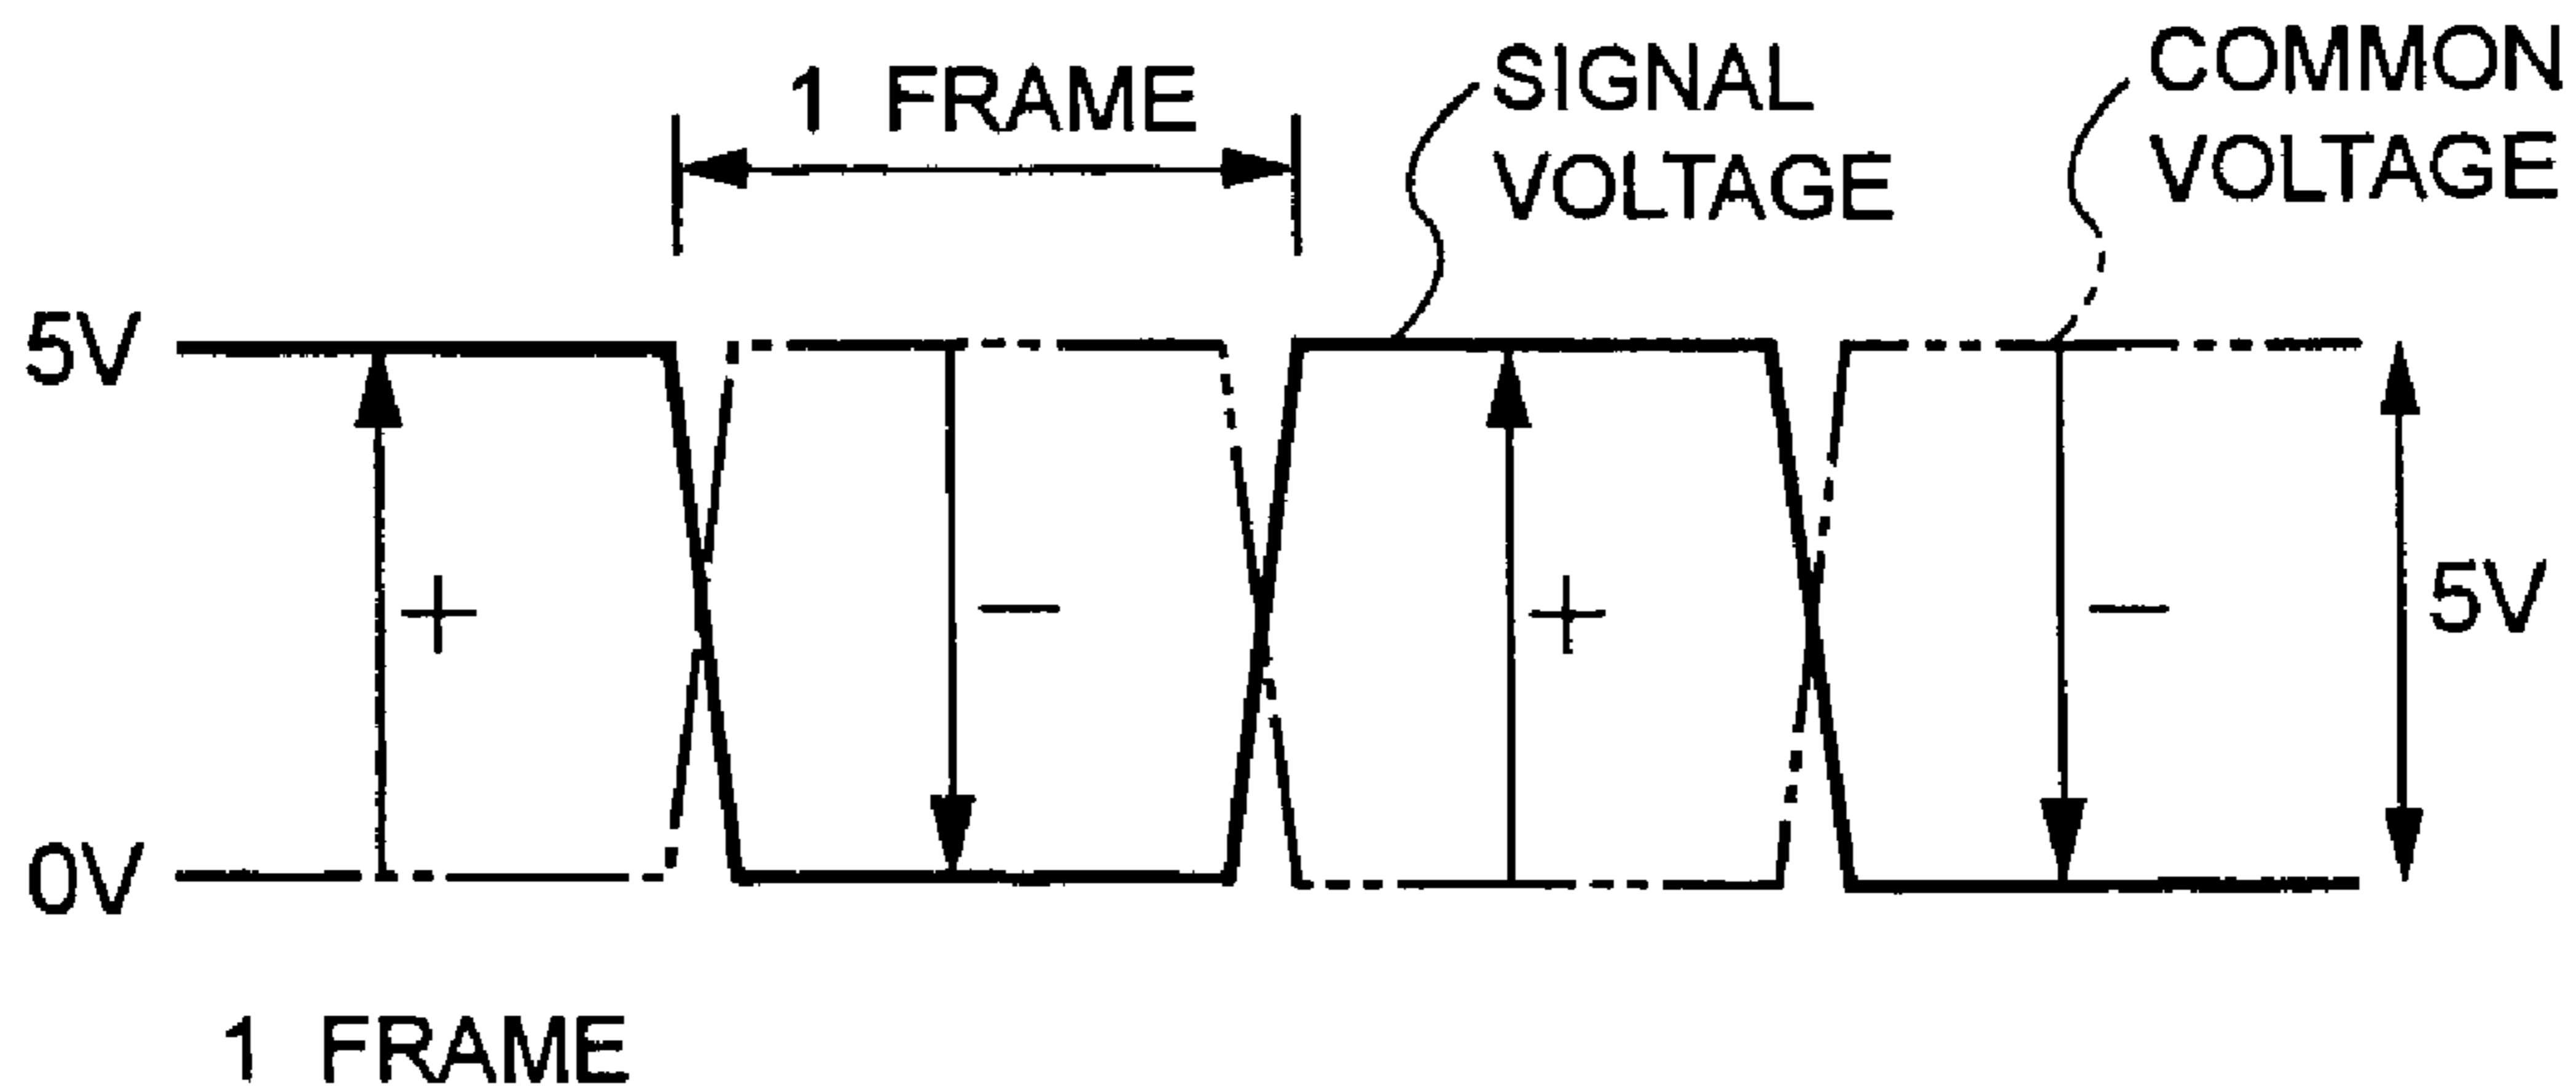 1 FRAME
SIGNAL
VOLTAGE
COMMON
VOLTAGE
5V
+
−
+
−
5V
0V
1 FRAME